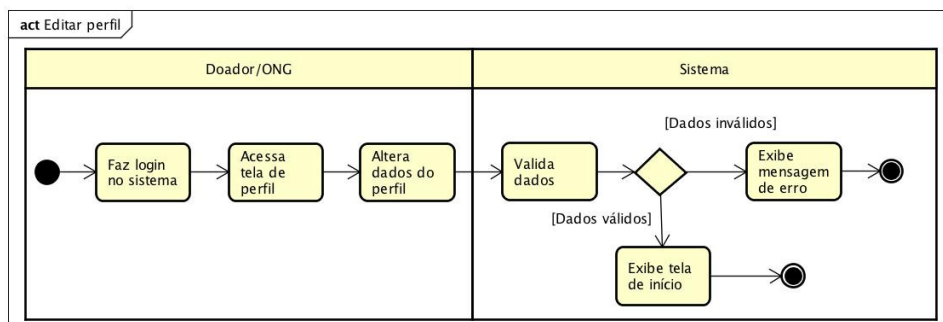 act Editar perfil
Doador/ONG
Sistema
Faz login
no sistema
Acessa
tela de
perfil
Altera
dados do
perfil
Valida
dados
[Dados inválidos]
Exibe
mensagem
de erro
[Dados válidos]
Exibe tela
de início